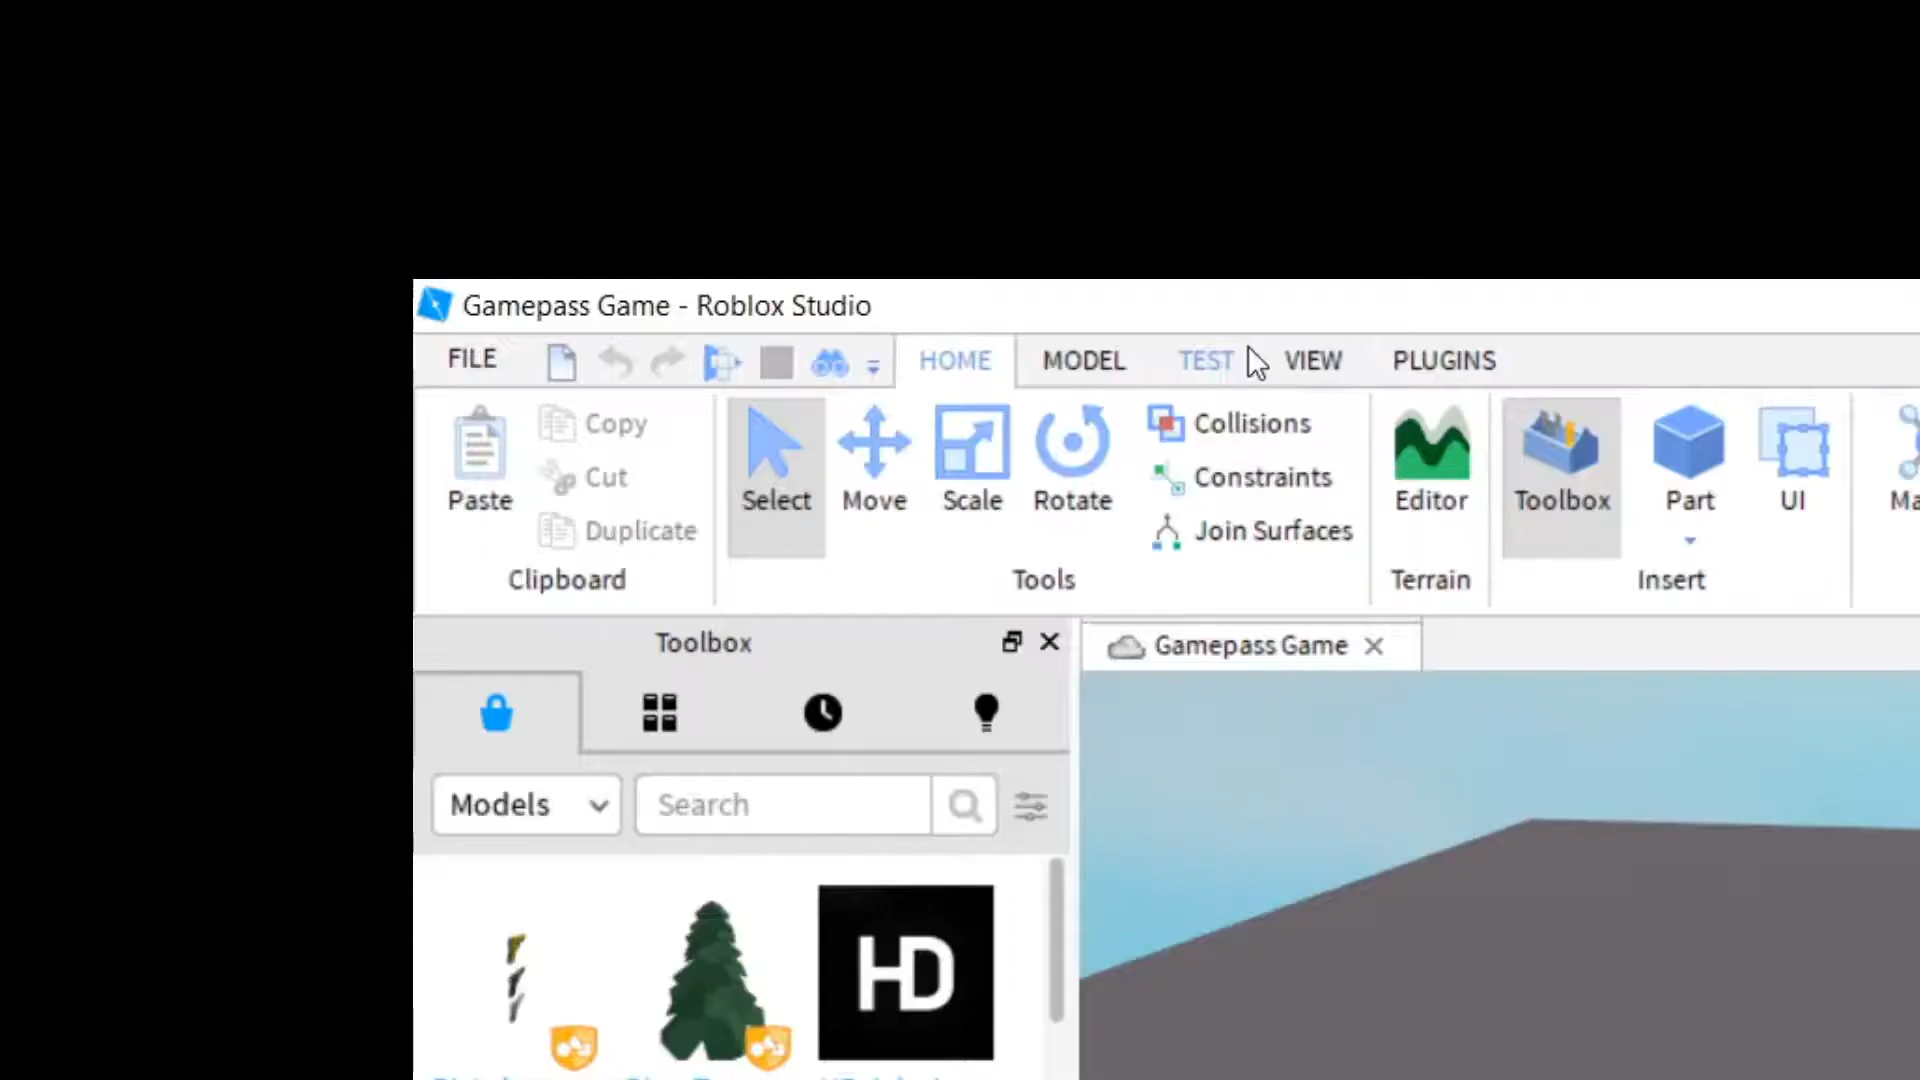 Gamepass Game - Roblox Studio
FILE HOME MODEL TEST VIEW PLUGINS
Copy
Collisions
Cut
Constraints
Paste Select Move Scale Rotate Editor Toolbox Part UI
Duplicate
Join Surfaces
Clipboard Tools Terrain Insert
Toolbox
Gamepass Game
Models Search
HD